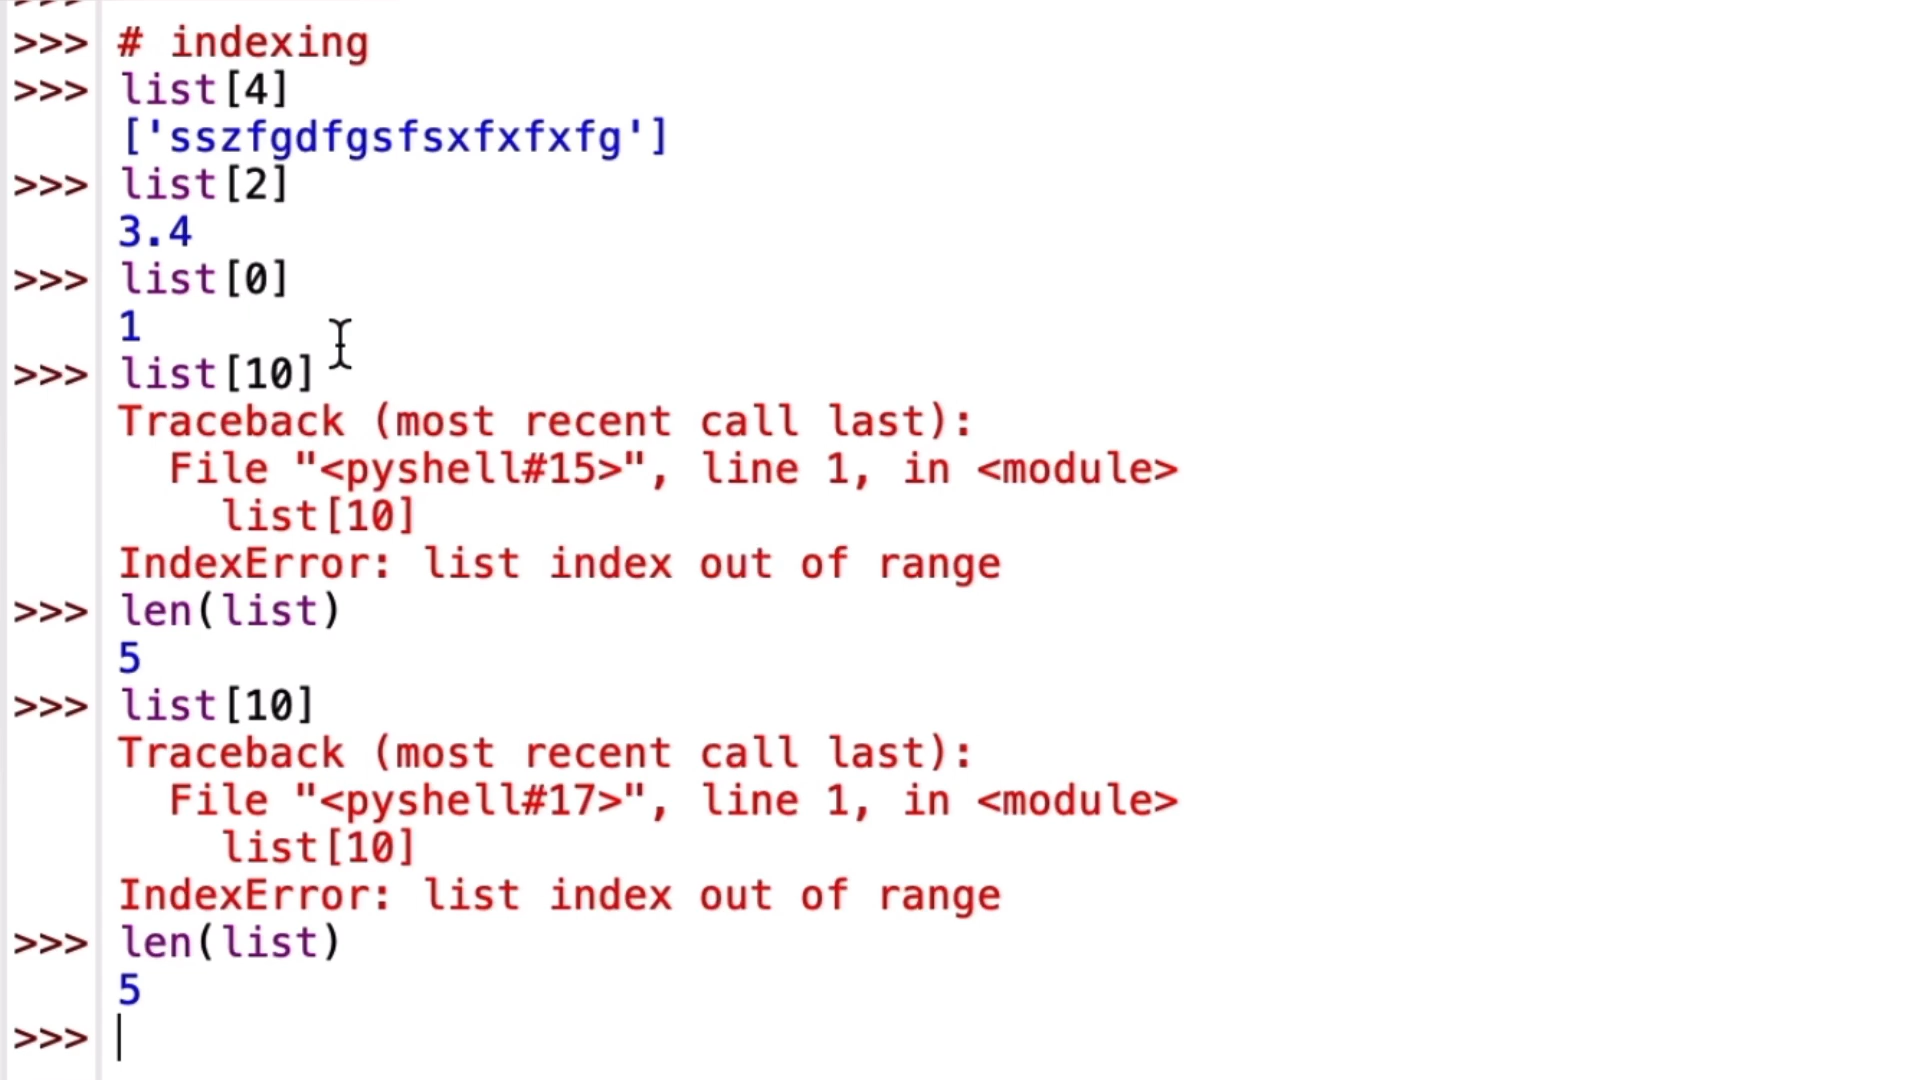 >>> # indexing
>>> list[4]
['sszfgdfgsfsxfxfxfg']
>>> list[2]
3.4
>>> list[0]
1
>>> list[10]
Traceback (most recent call last):
  File "<pyshell#15>", line 1, in <module>
    list[10]
IndexError: list index out of range
>>> len(list)
5
>>> list[10]
Traceback (most recent call last):
  File "<pyshell#17>", line 1, in <module>
    list[10]
IndexError: list index out of range
>>> len(list)
5
>>>